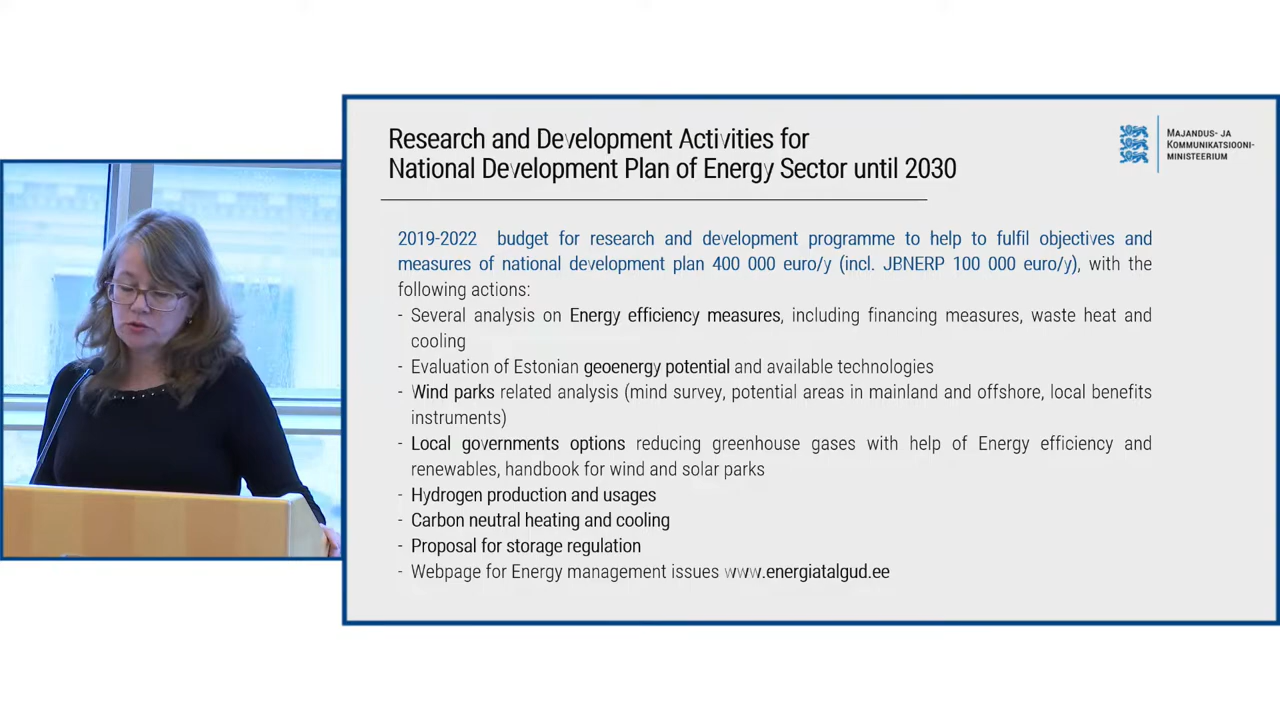 Research and Development Activities for
National Development Plan of Energy Sector until 2030
MAJANDUS- JA
KOMMUNIKATSIOONI-
MINISTEERIUM
2019-2022 budget for research and development programme to help to fulfil objectives and
measures of national development plan 400 000 euro/y (incl. JBNERP 100 000 euro/y), with the
following actions:
- Several analysis on Energy efficiency measures, including financing measures, waste heat and
cooling
- Evaluation of Estonian geoenergy potential and available technologies
- Wind parks related analysis (mind survey, potential areas in mainland and offshore, local benefits
instruments)
- Local governments options reducing greenhouse gases with help of Energy efficiency and
renewables, handbook for wind and solar parks
- Hydrogen production and usages
- Carbon neutral heating and cooling
- Proposal for storage regulation
- Webpage for Energy management issues www.energiatalgud.ee